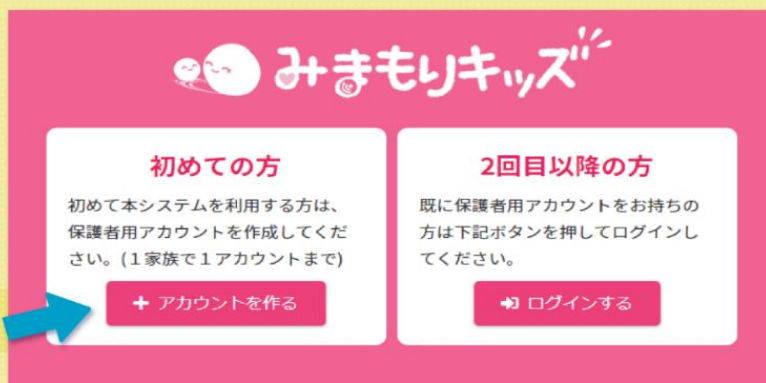 みまもりキッズ
初めての方
初めて本システムを利用する方は、
保護者用アカウントを作成してくだ
さい。(1家族で1アカウントまで)
+ アカウントを作る
2回目以降の方
既に保護者用アカウントをお持ちの
方は下記ボタンを押してログインし
てください。
ログインする